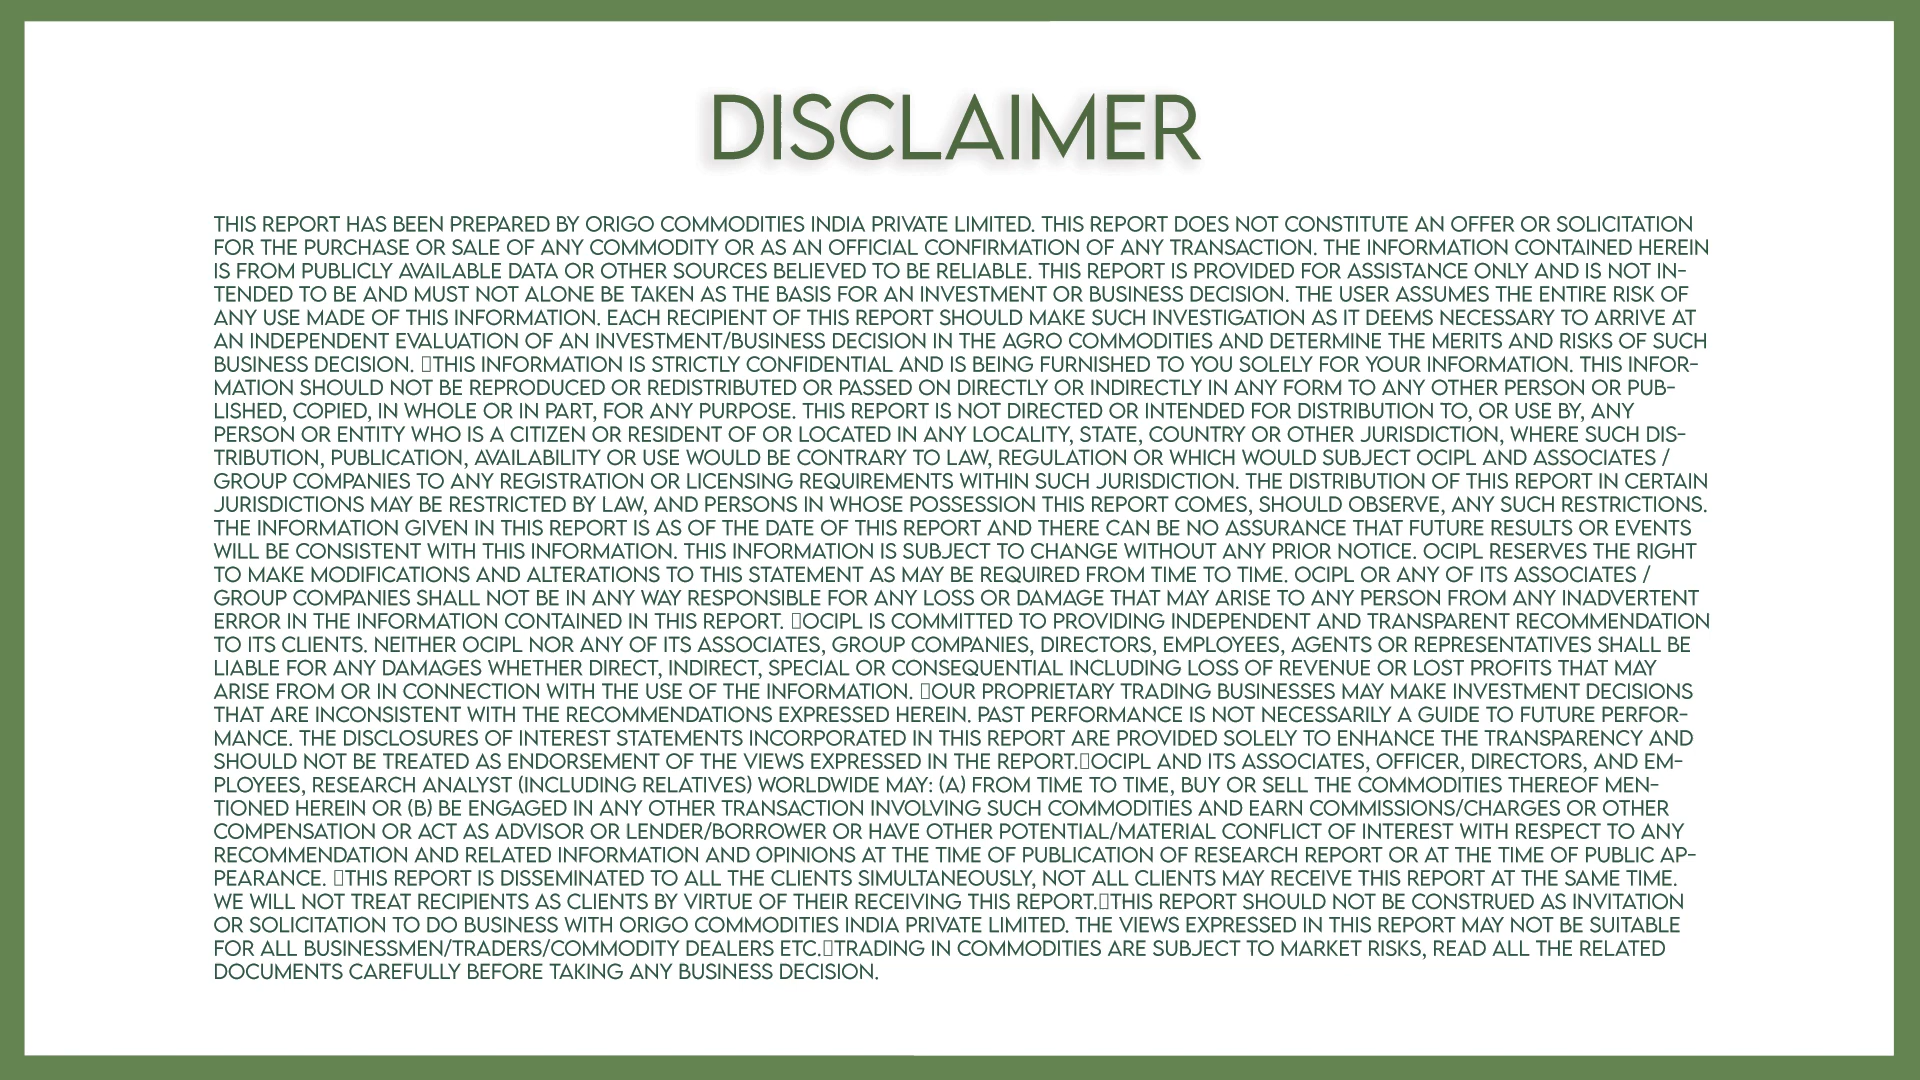 DISCLAIMER
THIS REPORT HAS BEEN PREPARED BY ORIGO COMMODITIES INDIA PRIVATE LIMITED. THIS REPORT DOES NOT CONSTITUTE AN OFFER OR SOLICITATION
FOR THE PURCHASE OR SALE OF ANY COMMODITY OR AS AN OFFICIAL CONFIRMATION OF ANY TRANSACTION. THE INFORMATION CONTAINED HEREIN
IS FROM PUBLICLY AVAILABLE DATA OR OTHER SOURCES BELIEVED TO BE RELIABLE. THIS REPORT IS PROVIDED FOR ASSISTANCE ONLY AND IS NOT IN-
TENDED TO BE AND MUST NOT ALONE BE TAKEN AS THE BASIS FOR AN INVESTMENT OR BUSINESS DECISION. THE USER ASSUMES THE ENTIRE RISK OF
ANY USE MADE OF THIS INFORMATION. EACH RECIPIENT OF THIS REPORT SHOULD MAKE SUCH INVESTIGATION AS IT DEEMS NECESSARY TO ARRIVE AT
AN INDEPENDENT EVALUATION OF AN INVESTMENT/BUSINESS DECISION IN THE AGRO COMMODITIES AND DETERMINE THE MERITS AND RISKS OF SUCH
BUSINESS DECISION. THIS INFORMATION IS STRICTLY CONFIDENTIAL AND IS BEING FURNISHED TO YOU SOLELY FOR YOUR INFORMATION. THIS INFOR-
MATION SHOULD NOT BE REPRODUCED OR REDISTRIBUTED OR PASSED ON DIRECTLY OR INDIRECTLY IN ANY FORM TO ANY OTHER PERSON OR PUB-
LISHED, COPIED, IN WHOLE OR IN PART, FOR ANY PURPOSE. THIS REPORT IS NOT DIRECTED OR INTENDED FOR DISTRIBUTION TO, OR USE BY, ANY
PERSON OR ENTITY WHO IS A CITIZEN OR RESIDENT OF OR LOCATED IN ANY LOCALITY, STATE, COUNTRY OR OTHER JURISDICTION, WHERE SUCH DIS-
TRIBUTION, PUBLICATION, AVAILABILITY OR USE WOULD BE CONTRARY TO LAW, REGULATION OR WHICH WOULD SUBJECT OCIPL AND ASSOCIATES /
GROUP COMPANIES TO ANY REGISTRATION OR LICENSING REQUIREMENTS WITHIN SUCH JURISDICTION. THE DISTRIBUTION OF THIS REPORT IN CERTAIN
JURISDICTIONS MAY BE RESTRICTED BY LAW, AND PERSONS IN WHOSE POSSESSION THIS REPORT COMES, SHOULD OBSERVE, ANY SUCH RESTRICTIONS.
THE INFORMATION GIVEN IN THIS REPORT IS AS OF THE DATE OF THIS REPORT AND THERE CAN BE NO ASSURANCE THAT FUTURE RESULTS OR EVENTS
WILL BE CONSISTENT WITH THIS INFORMATION. THIS INFORMATION IS SUBJECT TO CHANGE WITHOUT ANY PRIOR NOTICE. OCIPL RESERVES THE RIGHT
TO MAKE MODIFICATIONS AND ALTERATIONS TO THIS STATEMENT AS MAY BE REQUIRED FROM TIME TO TIME. OCIPL OR ANY OF ITS ASSOCIATES /
GROUP COMPANIES SHALL NOT BE IN ANY WAY RESPONSIBLE FOR ANY LOSS OR DAMAGE THAT MAY ARISE TO ANY PERSON FROM ANY INADVERTENT
ERROR IN THE INFORMATION CONTAINED IN THIS REPORT. OCIPL IS COMMITTED TO PROVIDING INDEPENDENT AND TRANSPARENT RECOMMENDATION
TO ITS CLIENTS. NEITHER OCIPL NOR ANY OF ITS ASSOCIATES, GROUP COMPANIES, DIRECTORS, EMPLOYEES, AGENTS OR REPRESENTATIVES SHALL BE
LIABLE FOR ANY DAMAGES WHETHER DIRECT, INDIRECT, SPECIAL OR CONSEQUENTIAL INCLUDING LOSS OF REVENUE OR LOST PROFITS THAT MAY
ARISE FROM OR IN CONNECTION WITH THE USE OF THE INFORMATION. OUR PROPRIETARY TRADING BUSINESSES MAY MAKE INVESTMENT DECISIONS
THAT ARE INCONSISTENT WITH THE RECOMMENDATIONS EXPRESSED HEREIN. PAST PERFORMANCE IS NOT NECESSARILY A GUIDE TO FUTURE PERFOR-
MANCE. THE DISCLOSURES OF INTEREST STATEMENTS INCORPORATED IN THIS REPORT ARE PROVIDED SOLELY TO ENHANCE THE TRANSPARENCY AND
SHOULD NOT BE TREATED AS ENDORSEMENT OF THE VIEWS EXPRESSED IN THE REPORT. OCIPL AND ITS ASSOCIATES, OFFICER, DIRECTORS, AND EM-
PLOYEES, RESEARCH ANALYST (INCLUDING RELATIVES) WORLDWIDE MAY: (A) FROM TIME TO TIME, BUY OR SELL THE COMMODITIES THEREOF MEN-
TIONED HEREIN OR (B) BE ENGAGED IN ANY OTHER TRANSACTION INVOLVING SUCH COMMODITIES AND EARN COMMISSIONS/CHARGES OR OTHER
COMPENSATION OR ACT AS ADVISOR OR LENDER/BORROWER OR HAVE OTHER POTENTIAL/MATERIAL CONFLICT OF INTEREST WITH RESPECT TO ANY
RECOMMENDATION AND RELATED INFORMATION AND OPINIONS AT THE TIME OF PUBLICATION OF RESEARCH REPORT OR AT THE TIME OF PUBLIC AP-
PEARANCE. THIS REPORT IS DISSEMINATED TO ALL THE CLIENTS SIMULTANEOUSLY, NOT ALL CLIENTS MAY RECEIVE THIS REPORT AT THE SAME TIME.
WE WILL NOT TREAT RECIPIENTS AS CLIENTS BY VIRTUE OF THEIR RECEIVING THIS REPORT. THIS REPORT SHOULD NOT BE CONSTRUED AS INVITATION
OR SOLICITATION TO DO BUSINESS WITH ORIGO COMMODITIES INDIA PRIVATE LIMITED. THE VIEWS EXPRESSED IN THIS REPORT MAY NOT BE SUITABLE
FOR ALL BUSINESSMEN/TRADERS/COMMODITY DEALERS ETC. TRADING IN COMMODITIES ARE SUBJECT TO MARKET RISKS, READ ALL THE RELATED
DOCUMENTS CAREFULLY BEFORE TAKING ANY BUSINESS DECISION.